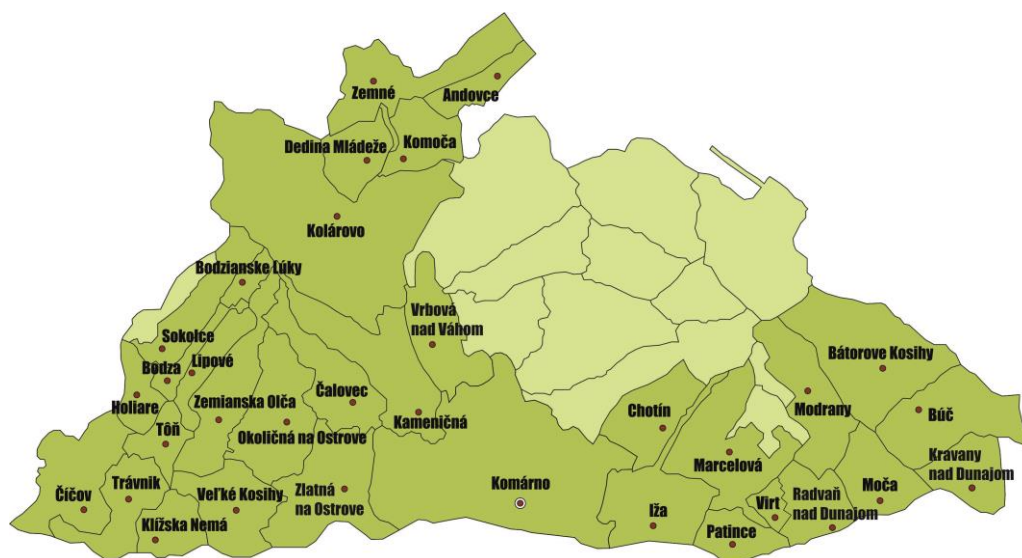 Zemné
Andovce
Dedina Mládeže
Komoča
Kolárovo
Bodzianske Lúky
Vrbová
nad Váhom
Sokolce
Bodza
Lipové
Holiare
Zemianska Olča
Čalovec
Kameničná
Okoličná na Ostrove
Tôň
Bátorove Kosihy
Modrany
Búč
Chotín
Marcelová
Kravany
nad Dunajom
Číčov
Trávnik
Veľké Kosihy
Zlatná
na Ostrove
Klížska Nemá
Komárno
Iža
Patince
Virt
Radvaň
nad Dunajom
Moča